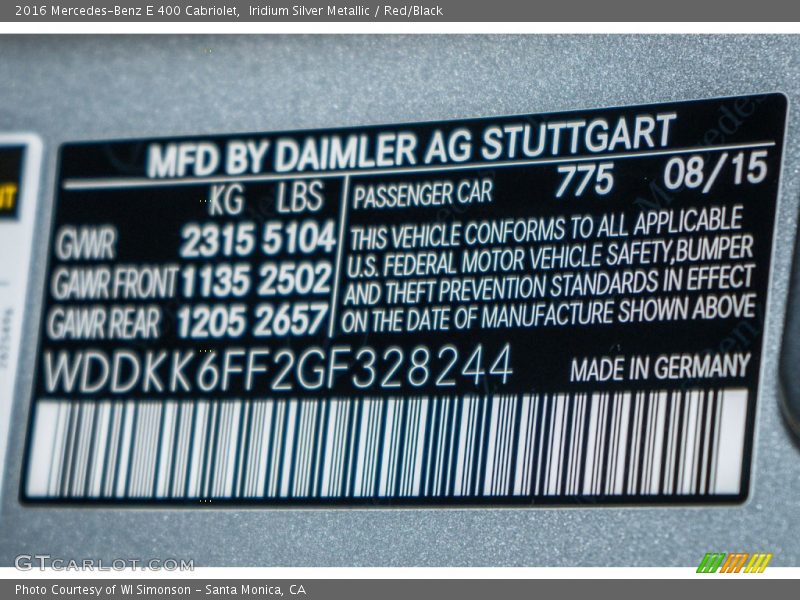 2016 Mercedes-Benz E 400 Cabriolet,  Iridium Silver Metallic / Red/Black
MFD BY DAIMLER AG STUTTGART
KG LBS
GWR 2315 5104
GAWR FRONT 1135 2502
GAWR REAR 1205 2657
PASSENGER CAR 775 08/15
THIS VEHICLE CONFORMS TO ALL APPLICABLE
U.S. FEDERAL MOTOR VEHICLE SAFETY,BUMPER
AND THEFT PREVENTION STANDARDS IN EFFECT
ON THE DATE OF MANUFACTURE SHOWN ABOVE
WDDKK6FF2GF328244 MADE IN GERMANY
GTCARLOT.COM
Photo Courtesy of WI Simonson - Santa Monica, CA